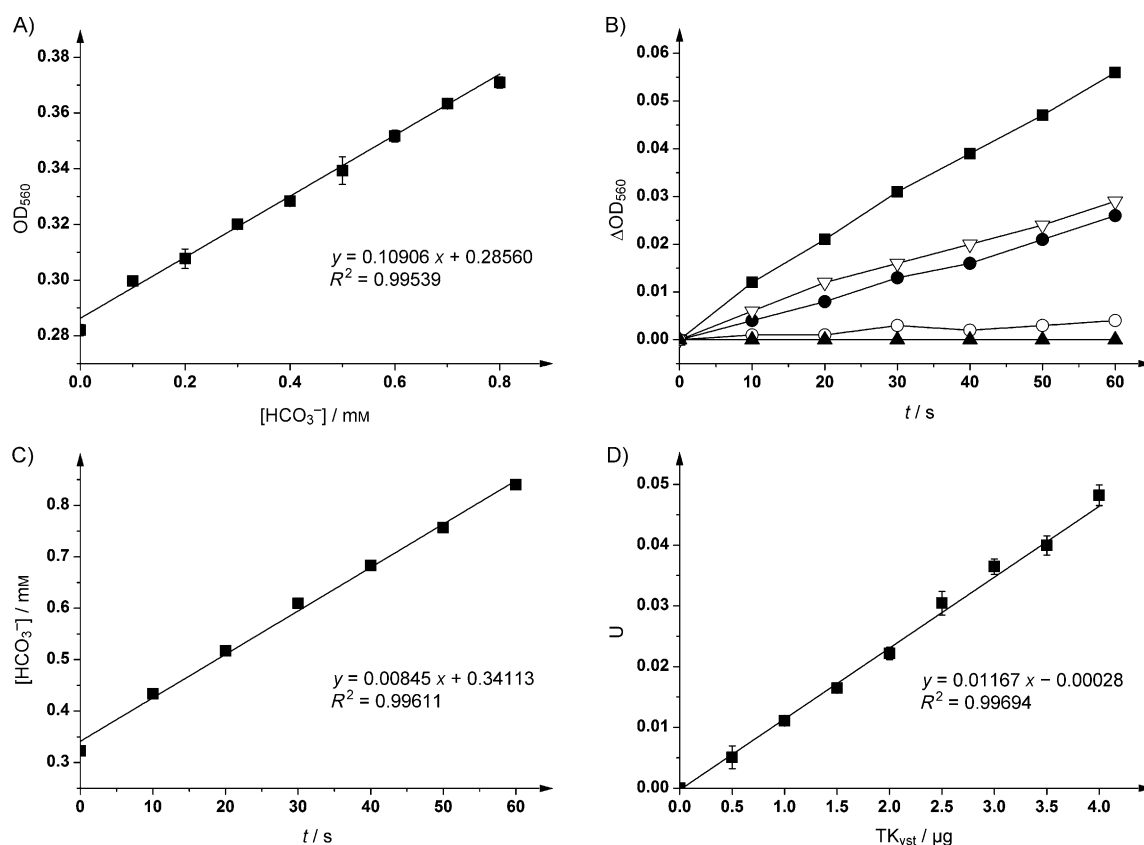 A)
0.38
0.36
0.34
0.32
0.30
0.28
OD₅₆₀
y = 0.10906 x + 0.28560
R² = 0.99539
0.0 0.2 0.4 0.6 0.8
[HCO₃⁻] / mM
B)
0.06
0.05
0.04
0.03
0.02
0.01
0.00
ΔOD₅₆₀
0 10 20 30 40 50 60
t / s
C)
0.8
0.7
0.6
0.5
0.4
0.3
[HCO₃⁻] / mM
y = 0.00845 x + 0.34113
R² = 0.99611
0 10 20 30 40 50 60
t / s
D)
0.05
0.04
0.03
0.02
0.01
0.00
U
y = 0.01167 x − 0.00028
R² = 0.99694
0.0 0.5 1.0 1.5 2.0 2.5 3.0 3.5 4.0
TKyst / µg